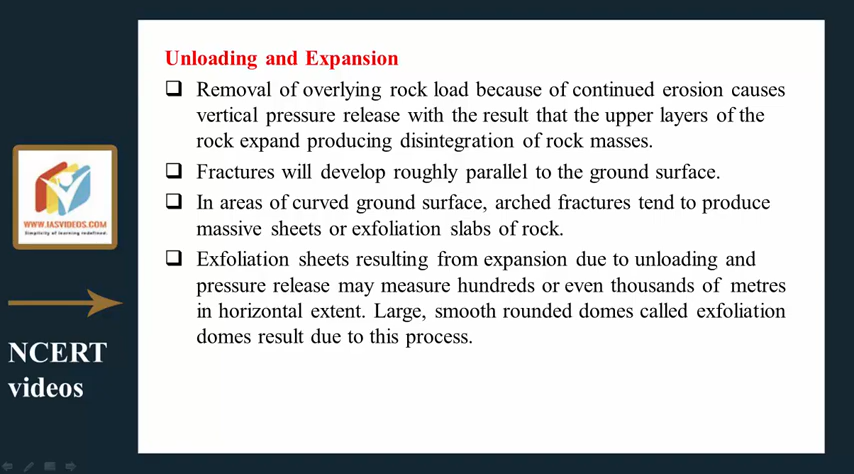 Unloading and Expansion
Removal of overlying rock load because of continued erosion causes
vertical pressure release with the result that the upper layers of the
rock expand producing disintegration of rock masses.
Fractures will develop roughly parallel to the ground surface.
In areas of curved ground surface, arched fractures tend to produce
massive sheets or exfoliation slabs of rock.
Exfoliation sheets resulting from expansion due to unloading and
pressure release may measure hundreds or even thousands of metres
in horizontal extent. Large, smooth rounded domes called exfoliation
domes result due to this process.
WWW.IASVIDEOS.COM
Simplicity of learning redefined.
NCERT
videos